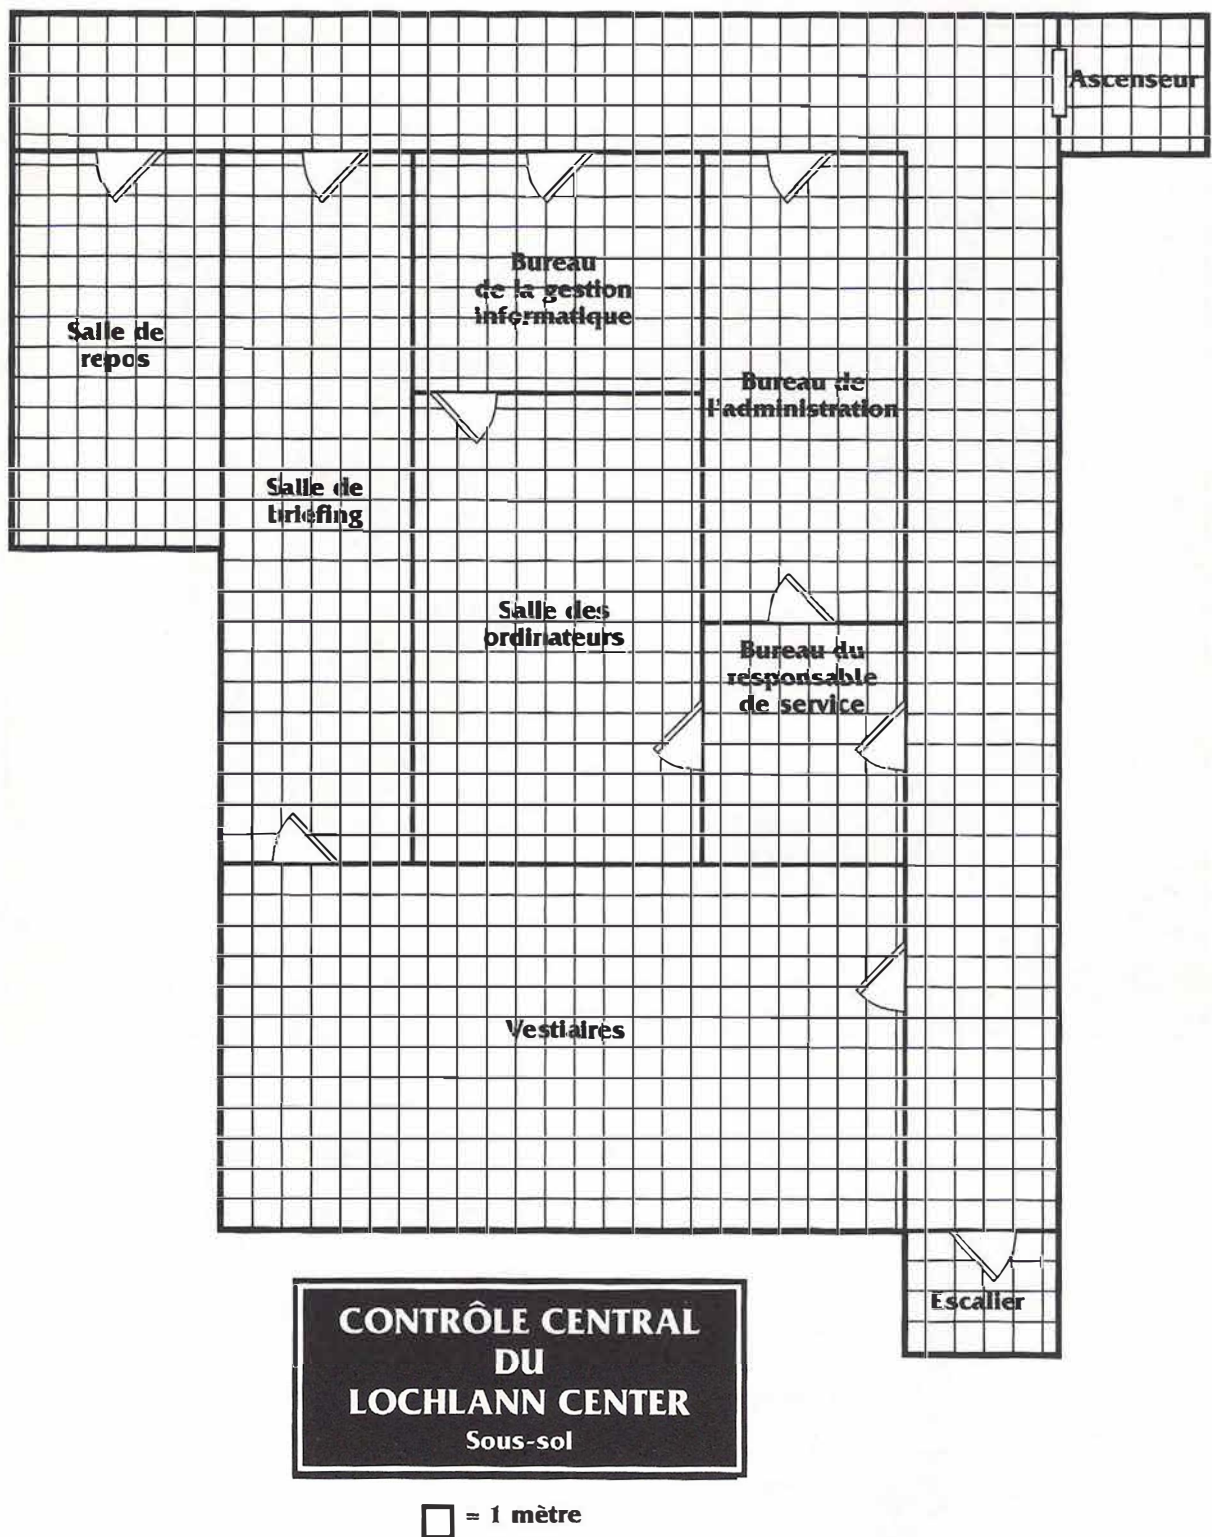 Ascenseur
Bureau
de la gestion
informatique
Salle de
repos
Bureau de
l'administration
Salle de
briefing
Salle des
ordinateurs
Bureau du
responsable
de service
Vestiaires
Escalier
CONTRÔLE CENTRAL
DU
LOCHLANN CENTER
Sous-sol
= 1 mètre